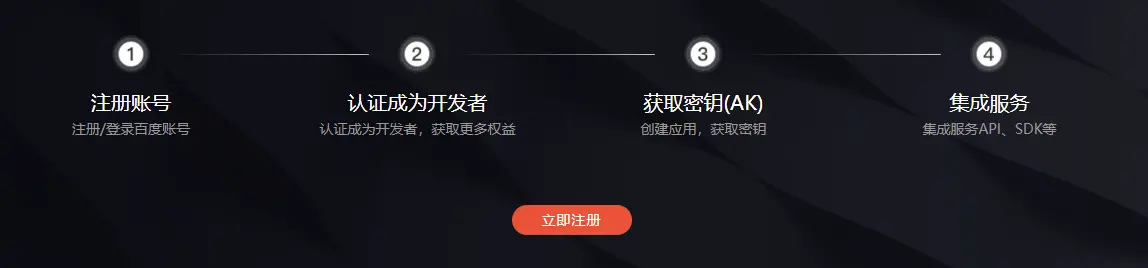 1
2
3
4
注册账号
认证成为开发者
获取密钥(AK)
集成服务
注册/登录百度账号
认证成为开发者，获取更多权益
创建应用，获取密钥
集成服务API、SDK等
立即注册